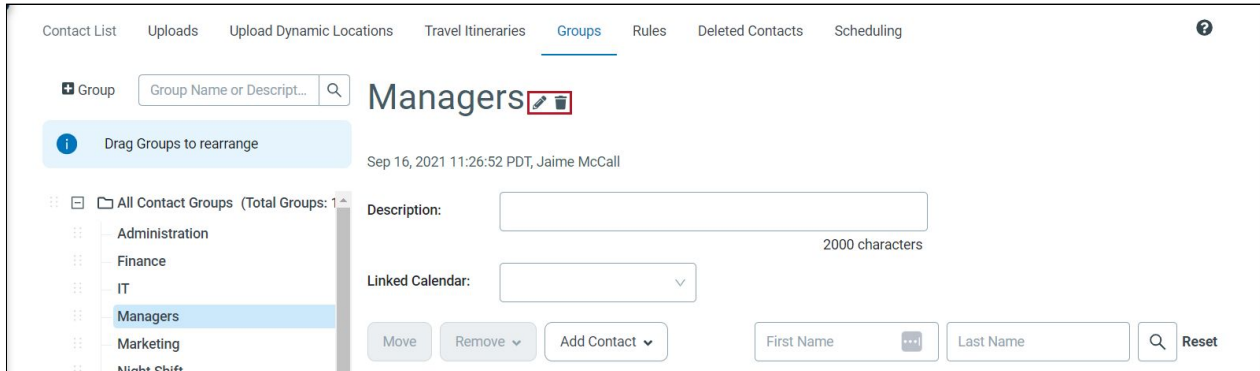 Contact List Uploads Upload Dynamic Locations Travel Itineraries Groups Rules Deleted Contacts Scheduling
Group
Group Name or Descript...
Drag Groups to rearrange
All Contact Groups (Total Groups: 1
Administration
Finance
IT
Managers
Marketing
Night Shift
Managers
Sep 16, 2021 11:26:52 PDT, Jaime McCall
Description:
2000 characters
Linked Calendar:
Move Remove Add Contact First Name Last Name Reset